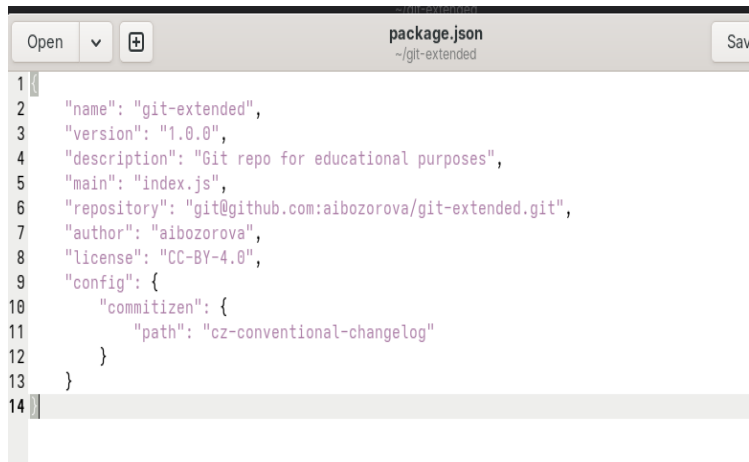 ~/git-extended
Open
package.json
~/git-extended
Sav
1 {
2     "name": "git-extended",
3     "version": "1.0.0",
4     "description": "Git repo for educational purposes",
5     "main": "index.js",
6     "repository": "git@github.com:aibozorova/git-extended.git",
7     "author": "aibozorova",
8     "license": "CC-BY-4.0",
9     "config": {
10         "commitizen": {
11             "path": "cz-conventional-changelog"
12         }
13     }
14 }